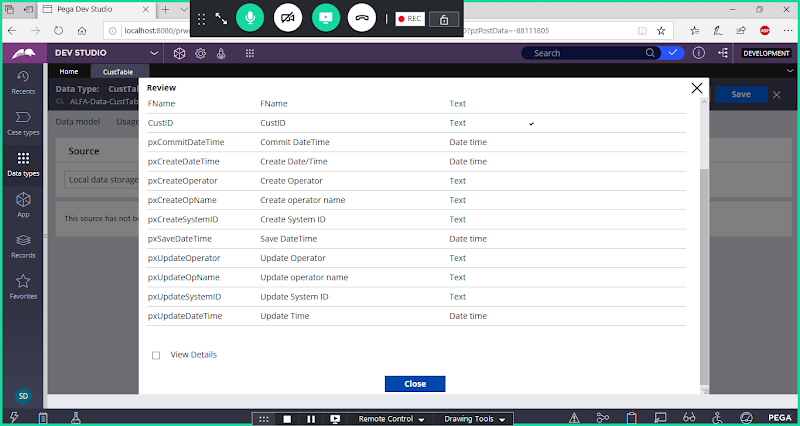 Pega Dev Studio
REC
localhost:8080/prw
0?pzPostData=-88111805
ABP
DEV STUDIO
Search
DEVELOPMENT
Home
CustTable
Recents
Case types
Data types
App
Records
Favorites
SD
Data Type: CustTab
CL ALFA-Data-CustTab
Save
Data model Usage
Source
Local data storage
This source has not be
Review
FName FName Text
CustID CustID Text
pxCommitDateTime Commit DateTime Date time
pxCreateDateTime Create Date/Time Date time
pxCreateOperator Create Operator Text
pxCreateOpName Create operator name Text
pxCreateSystemID Create System ID Text
pxSaveDateTime Save DateTime Date time
pxUpdateOperator Update Operator Text
pxUpdateOpName Update operator name Text
pxUpdateSystemID Update System ID Text
pxUpdateDateTime Update Time Date time
View Details
Close
Remote Control
Drawing Tools
PEGA